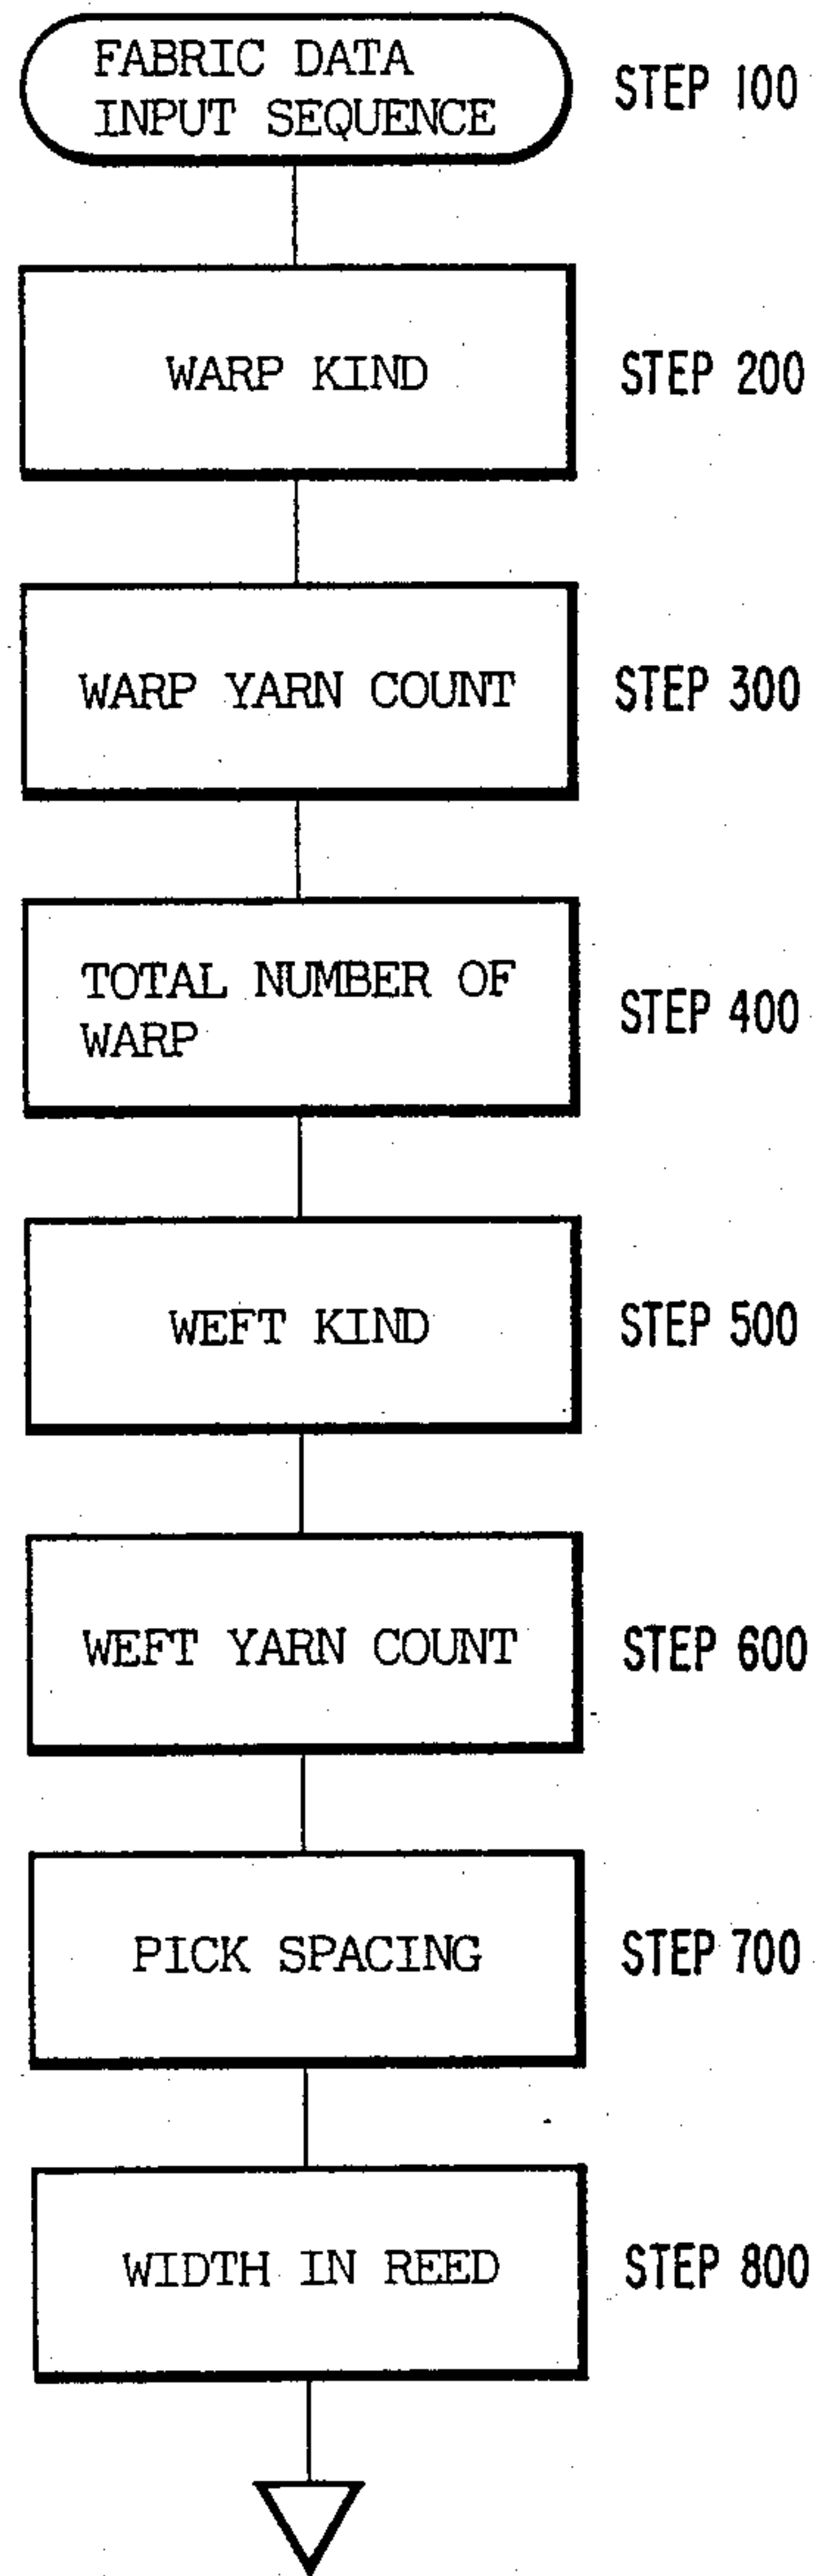 FABRIC DATA
INPUT SEQUENCE
STEP 100
WARP KIND
STEP 200
WARP YARN COUNT
STEP 300
TOTAL NUMBER OF
WARP
STEP 400
WEFT KIND
STEP 500
WEFT YARN COUNT
STEP 600
PICK SPACING
STEP 700
WIDTH IN REED
STEP 800